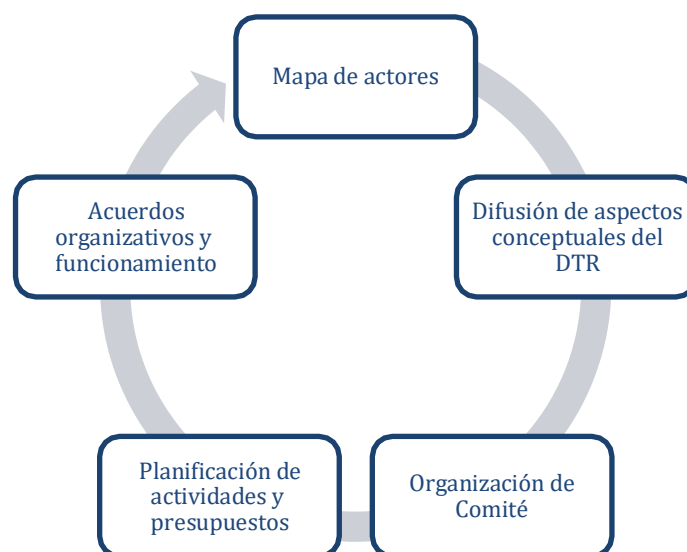 Mapa de actores
Difusión de aspectos
conceptuales del
DTR
Organización de
Comité
Planificación de
actividades y
presupuestos
Acuerdos
organizativos y
funcionamiento